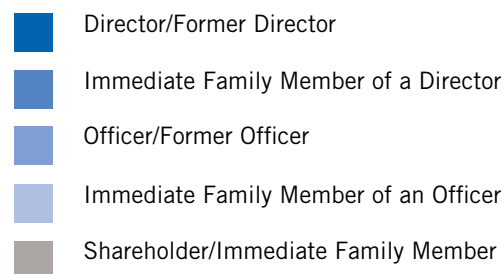 Director/Former Director
Immediate Family Member of a Director
Officer/Former Officer
Immediate Family Member of an Officer
Shareholder/Immediate Family Member